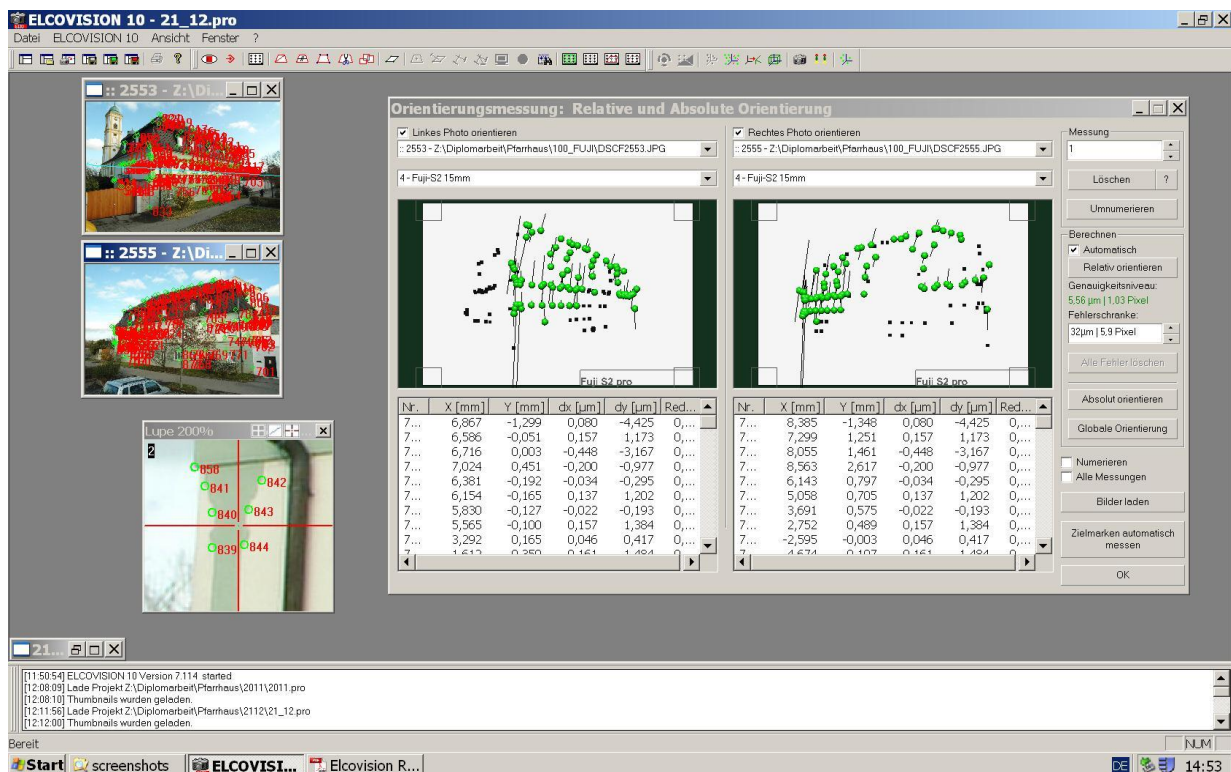 ELCOVISION 10 - 21_12.pro
Datei ELCOVISION 10 Ansicht Fenster ?
:: 2553 - Z:\Di...
:: 2555 - Z:\Di...
Lupe 200%
2
858
841
842
840
843
839
844
Orientierungsmessung: Relative und Absolute Orientierung
Linkes Photo orientieren
:: 2553 - Z:\Diplomarbeit\Pfarrhaus\100_FUJI\DSCF2553.JPG
4 - Fuji-S2 15mm
Fuji S2 pro
Nr. X [mm] Y [mm] dx [µm] dy [µm] Red...
7... 6,867 -1,299 0,080 -4,425 0,...
7... 6,586 -0,051 0,157 1,173 0,...
7... 6,716 0,003 -0,448 -3,167 0,...
7... 7,024 0,451 -0,200 -0,977 0,...
7... 6,381 -0,192 -0,034 -0,295 0,...
7... 6,154 -0,165 0,137 1,202 0,...
7... 5,830 -0,127 -0,022 -0,193 0,...
7... 5,565 -0,100 0,157 1,384 0,...
7... 3,292 0,165 0,046 0,417 0,...
Rechtes Photo orientieren
:: 2555 - Z:\Diplomarbeit\Pfarrhaus\100_FUJI\DSCF2555.JPG
4 - Fuji-S2 15mm
Fuji S2 pro
Nr. X [mm] Y [mm] dx [µm] dy [µm] Red...
7... 8,385 -1,348 0,080 -4,425 0,...
7... 7,299 1,251 0,157 1,173 0,...
7... 8,055 1,461 -0,448 -3,167 0,...
7... 8,563 2,617 -0,200 -0,977 0,...
7... 6,143 0,797 -0,034 -0,295 0,...
7... 5,058 0,705 0,137 1,202 0,...
7... 3,691 0,575 -0,022 -0,193 0,...
7... 2,752 0,489 0,157 1,384 0,...
7... -2,595 -0,003 0,046 0,417 0,...
Messung
1
Löschen ?
Umnumerieren
Berechnen
Automatisch
Relativ orientieren
Genauigkeitsniveau:
5,56 µm | 1,03 Pixel
Fehlerschranke:
32µm | 5,9 Pixel
Alle Fehler löschen
Absolut orientieren
Globale Orientierung
Numerieren
Alle Messungen
Bilder laden
Zielmarken automatisch
messen
OK
21...
[11:50:54] ELCOVISION 10 Version 7.114 started
[12:08:09] Lade Projekt Z:\Diplomarbeit\Pfarrhaus\2011\2011.pro
[12:08:10] Thumbnails wurden geladen.
[12:11:56] Lade Projekt Z:\Diplomarbeit\Pfarrhaus\2112\21_12.pro
[12:12:00] Thumbnails wurden geladen.
Bereit NUM
Start screenshots ELCOVISI... Elcovision R... DE 14:53